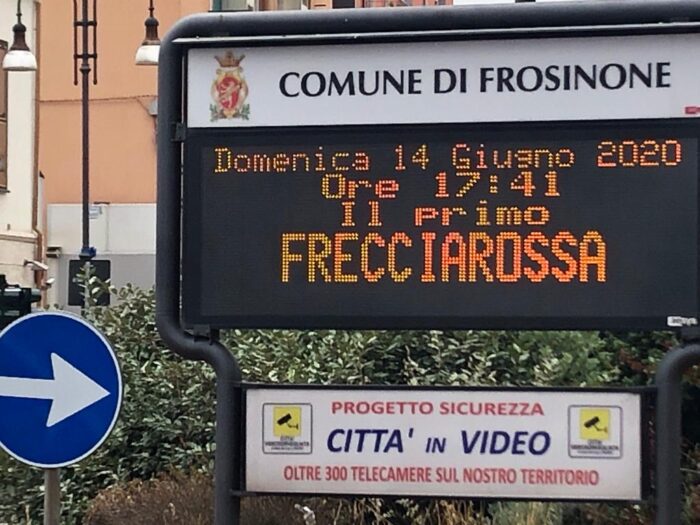 COMUNE DI FROSINONE
Domenica 14 Giugno 2020
Ore 17:41
Il primo
FRECCIAROSSA
PROGETTO SICUREZZA
CITTA' IN VIDEO
OLTRE 300 TELECAMERE SUL NOSTRO TERRITORIO